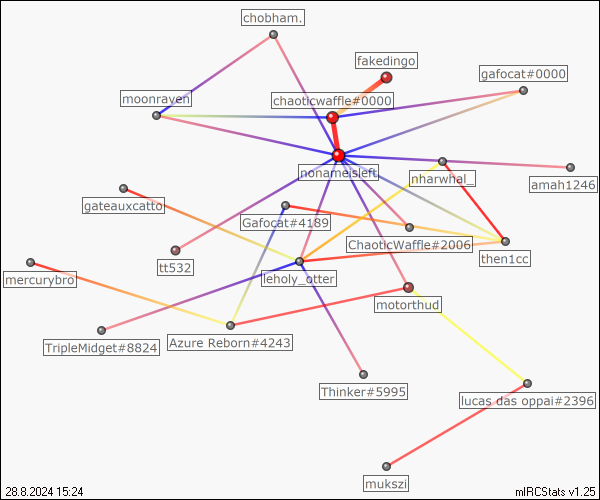 chobham.
fakedingo
gafocat#0000
moonraven
chaoticwaffle#0000
nonameisleft
nharwhal_
amah1246
gateauxcatto
Gafocat#4189
ChaoticWaffle#2006
then1cc
tt532
mercurybro
leholy_otter
motorthud
TripleMidget#8824
Azure Reborn#4243
Thinker#5995
lucas das oppai#2396
mukszi
28.8.2024 15:24
mIRCStats v1.25